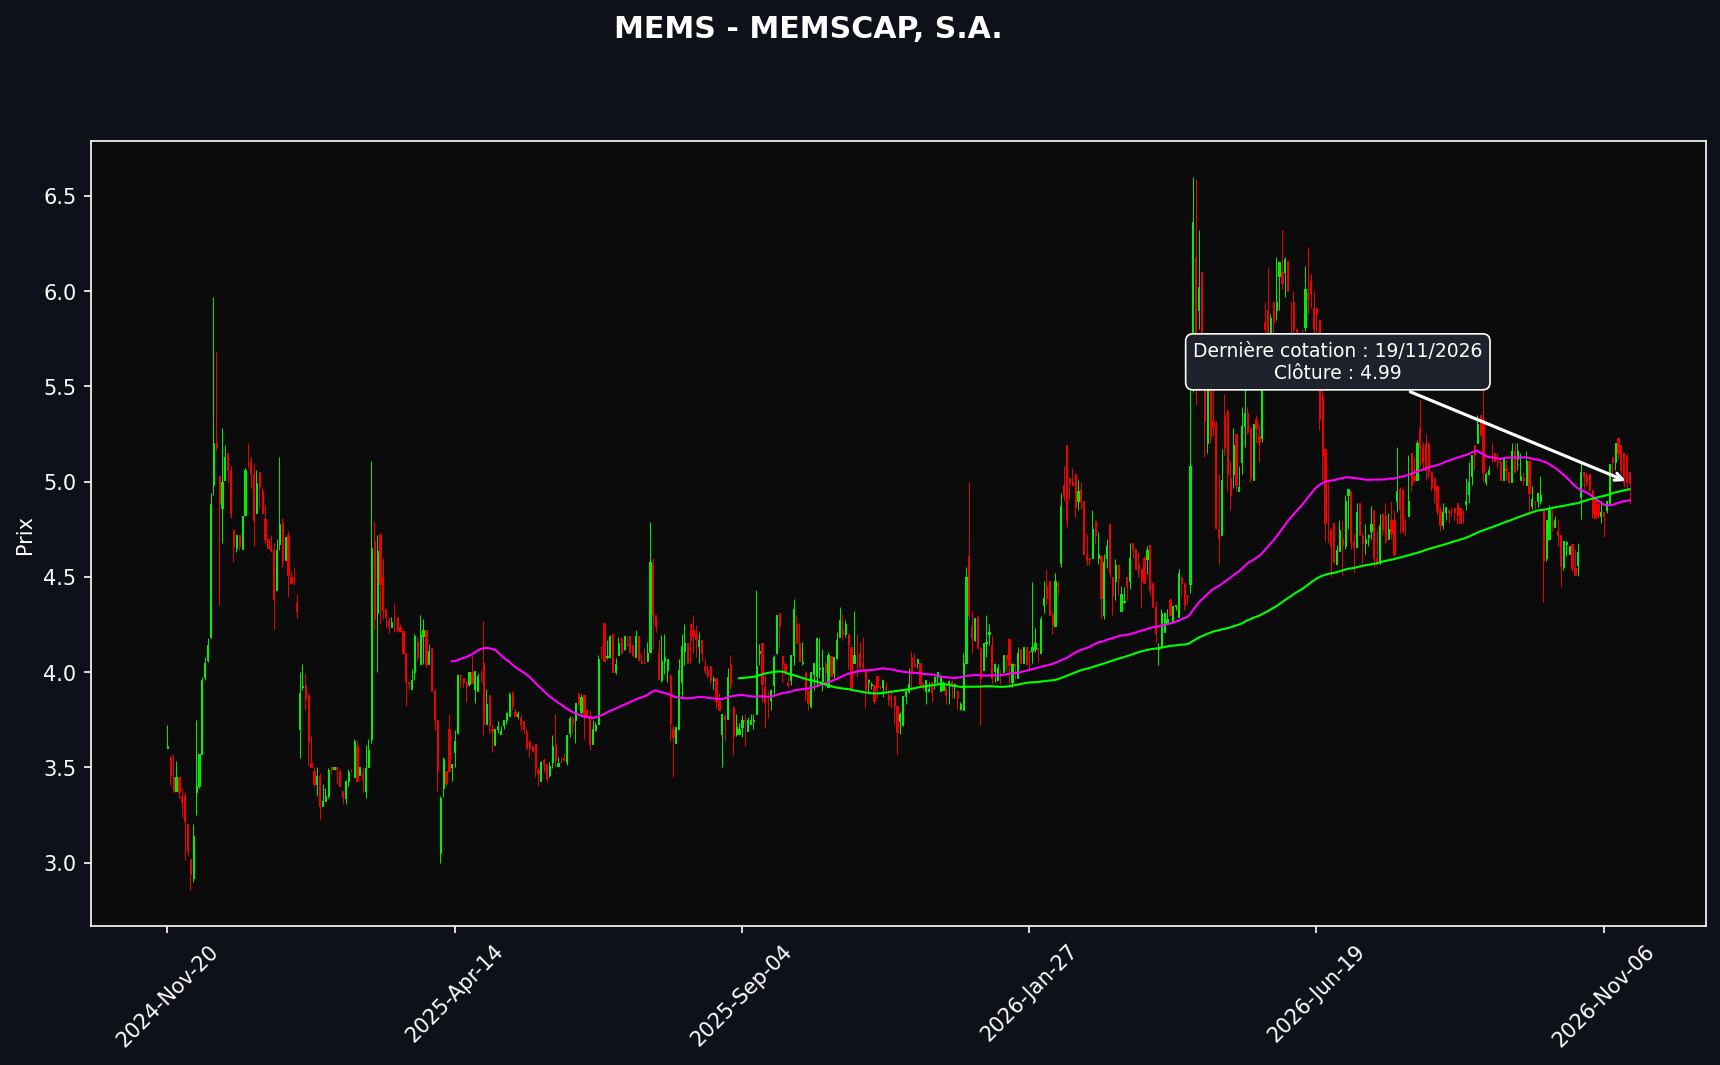 MEMS - MEMSCAP, S.A.
Prix
6.5
6.0
5.5
5.0
4.5
4.0
3.5
3.0
Dernière cotation : 19/11/2026
Clôture : 4.99
2024-Nov-20
2025-Apr-14
2025-Sep-04
2026-Jan-27
2026-Jun-19
2026-Nov-06